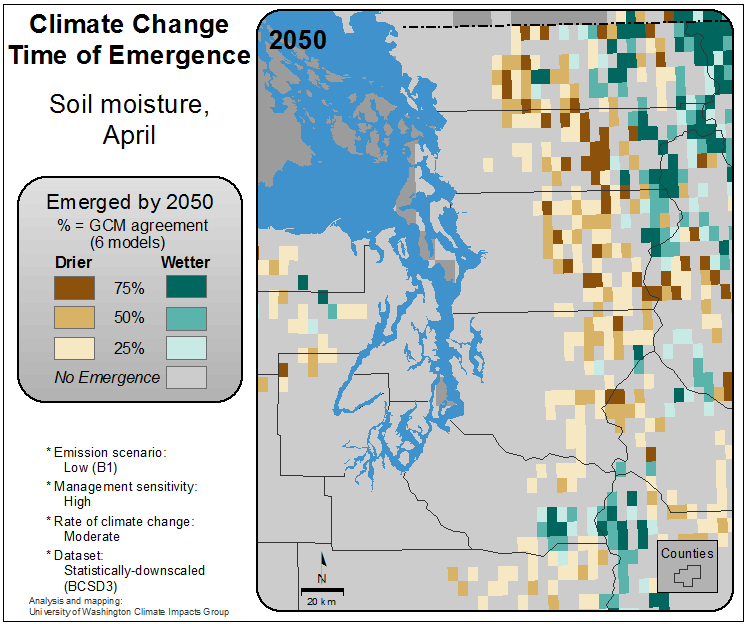 Climate Change
Time of Emergence
Soil moisture,
April
Emerged by 2050
% = GCM agreement
(6 models)
Drier Wetter
75%
50%
25%
No Emergence
* Emission scenario:
Low (B1)
* Management sensitivity:
High
* Rate of climate change:
Moderate
* Dataset:
Statistically-downscaled
(BCSD3)
Analysis and mapping:
University of Washington Climate Impacts Group
2050
N
20 km
Counties